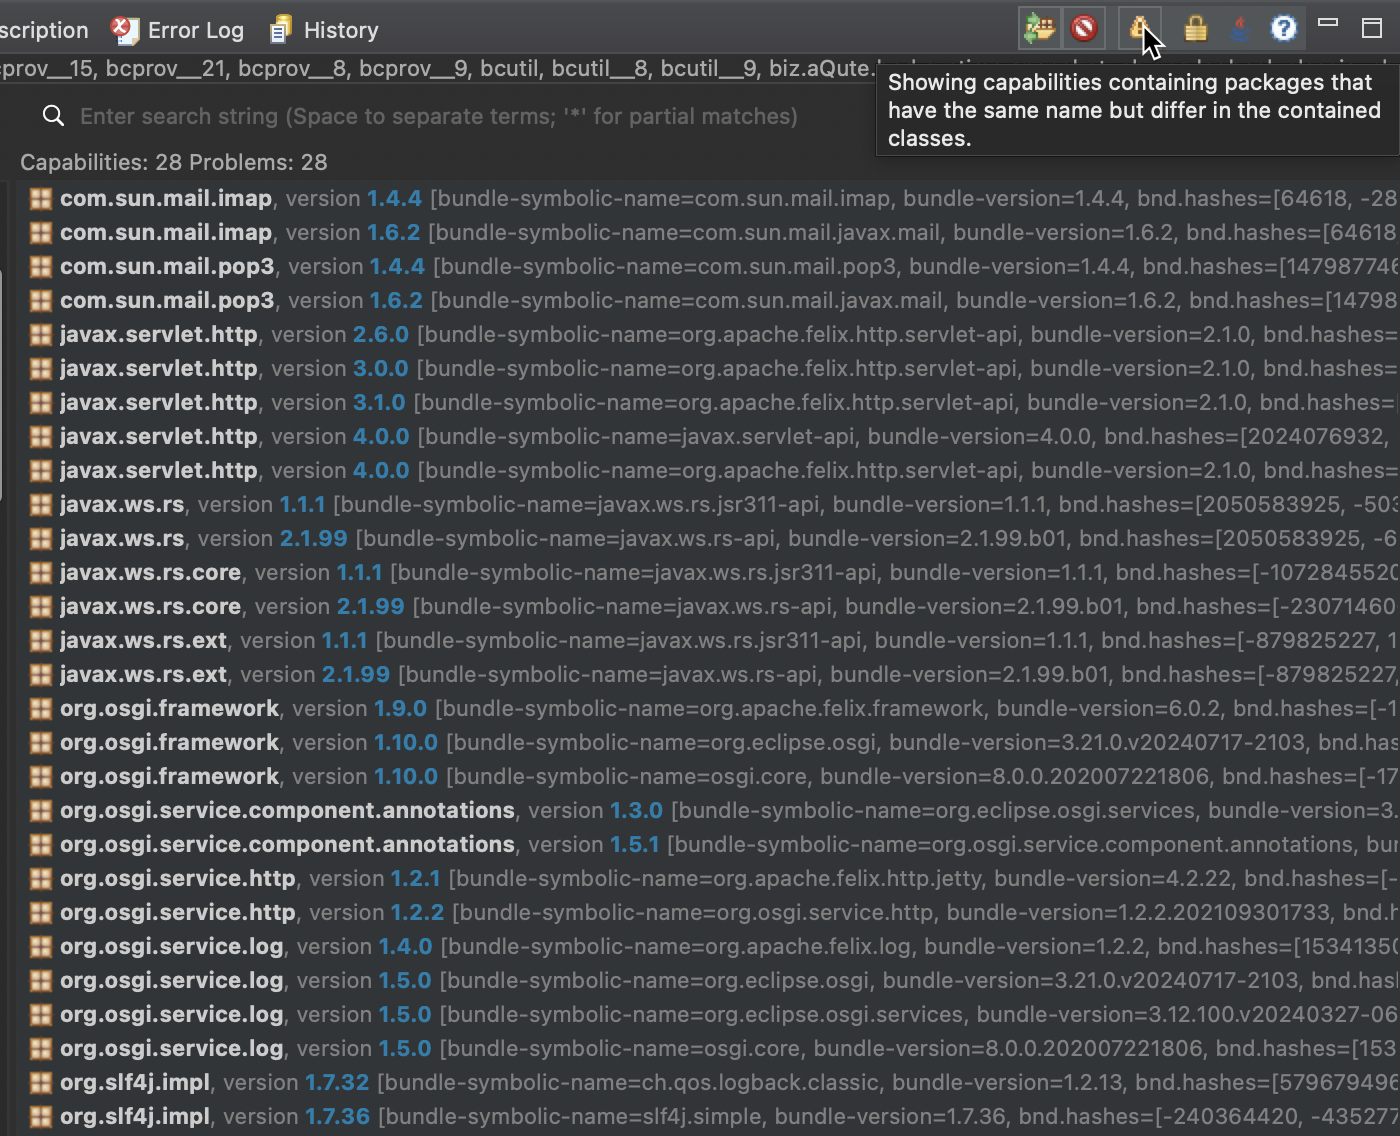 scription Error Log History
cprov__15, bcprov__21, bcprov__8, bcprov__9, bcutil, bcutil__8, bcutil__9, biz.aQute.
Showing capabilities containing packages that
have the same name but differ in the contained
classes.
Enter search string (Space to separate terms; '*' for partial matches)
Capabilities: 28 Problems: 28
com.sun.mail.imap, version 1.4.4 [bundle-symbolic-name=com.sun.mail.imap, bundle-version=1.4.4, bnd.hashes=[64618, -28
com.sun.mail.imap, version 1.6.2 [bundle-symbolic-name=com.sun.mail.javax.mail, bundle-version=1.6.2, bnd.hashes=[64618
com.sun.mail.pop3, version 1.4.4 [bundle-symbolic-name=com.sun.mail.pop3, bundle-version=1.4.4, bnd.hashes=[147987746
com.sun.mail.pop3, version 1.6.2 [bundle-symbolic-name=com.sun.mail.javax.mail, bundle-version=1.6.2, bnd.hashes=[14798
javax.servlet.http, version 2.6.0 [bundle-symbolic-name=org.apache.felix.http.servlet-api, bundle-version=2.1.0, bnd.hashes=
javax.servlet.http, version 3.0.0 [bundle-symbolic-name=org.apache.felix.http.servlet-api, bundle-version=2.1.0, bnd.hashes=
javax.servlet.http, version 3.1.0 [bundle-symbolic-name=org.apache.felix.http.servlet-api, bundle-version=2.1.0, bnd.hashes=
javax.servlet.http, version 4.0.0 [bundle-symbolic-name=javax.servlet-api, bundle-version=4.0.0, bnd.hashes=[2024076932,
javax.servlet.http, version 4.0.0 [bundle-symbolic-name=org.apache.felix.http.servlet-api, bundle-version=2.1.0, bnd.hashes=
javax.ws.rs, version 1.1.1 [bundle-symbolic-name=javax.ws.rs.jsr311-api, bundle-version=1.1.1, bnd.hashes=[2050583925, -503
javax.ws.rs, version 2.1.99 [bundle-symbolic-name=javax.ws.rs-api, bundle-version=2.1.99.b01, bnd.hashes=[2050583925, -6
javax.ws.rs.core, version 1.1.1 [bundle-symbolic-name=javax.ws.rs.jsr311-api, bundle-version=1.1.1, bnd.hashes=[-1072845520
javax.ws.rs.core, version 2.1.99 [bundle-symbolic-name=javax.ws.rs-api, bundle-version=2.1.99.b01, bnd.hashes=[-23071460
javax.ws.rs.ext, version 1.1.1 [bundle-symbolic-name=javax.ws.rs.jsr311-api, bundle-version=1.1.1, bnd.hashes=[-879825227, 1
javax.ws.rs.ext, version 2.1.99 [bundle-symbolic-name=javax.ws.rs-api, bundle-version=2.1.99.b01, bnd.hashes=[-879825227,
org.osgi.framework, version 1.9.0 [bundle-symbolic-name=org.apache.felix.framework, bundle-version=6.0.2, bnd.hashes=[-1
org.osgi.framework, version 1.10.0 [bundle-symbolic-name=org.eclipse.osgi, bundle-version=3.21.0.v20240717-2103, bnd.has
org.osgi.framework, version 1.10.0 [bundle-symbolic-name=osgi.core, bundle-version=8.0.0.202007221806, bnd.hashes=[-17
org.osgi.service.component.annotations, version 1.3.0 [bundle-symbolic-name=org.eclipse.osgi.services, bundle-version=3.
org.osgi.service.component.annotations, version 1.5.1 [bundle-symbolic-name=org.osgi.service.component.annotations, bur
org.osgi.service.http, version 1.2.1 [bundle-symbolic-name=org.apache.felix.http.jetty, bundle-version=4.2.22, bnd.hashes=[-
org.osgi.service.http, version 1.2.2 [bundle-symbolic-name=org.osgi.service.http, bundle-version=1.2.2.202109301733, bnd.h
org.osgi.service.log, version 1.4.0 [bundle-symbolic-name=org.apache.felix.log, bundle-version=1.2.2, bnd.hashes=[15341350
org.osgi.service.log, version 1.5.0 [bundle-symbolic-name=org.eclipse.osgi, bundle-version=3.21.0.v20240717-2103, bnd.has
org.osgi.service.log, version 1.5.0 [bundle-symbolic-name=org.eclipse.osgi.services, bundle-version=3.12.100.v20240327-06
org.osgi.service.log, version 1.5.0 [bundle-symbolic-name=osgi.core, bundle-version=8.0.0.202007221806, bnd.hashes=[153
org.slf4j.impl, version 1.7.32 [bundle-symbolic-name=ch.qos.logback.classic, bundle-version=1.2.13, bnd.hashes=[579679496
org.slf4j.impl, version 1.7.36 [bundle-symbolic-name=slf4j.simple, bundle-version=1.7.36, bnd.hashes=[-240364420, -435277